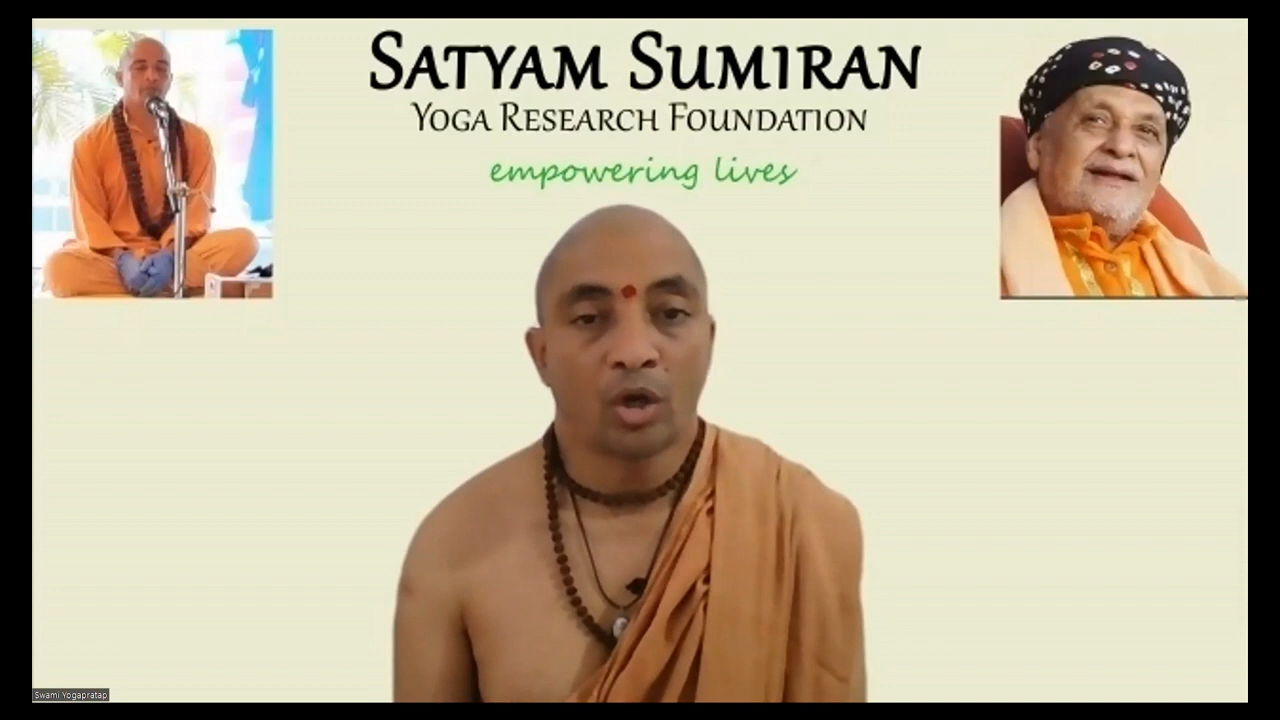 SATYAM SUMIRAN
YOGA RESEARCH FOUNDATION
empowering lives
Swami Yogapratap